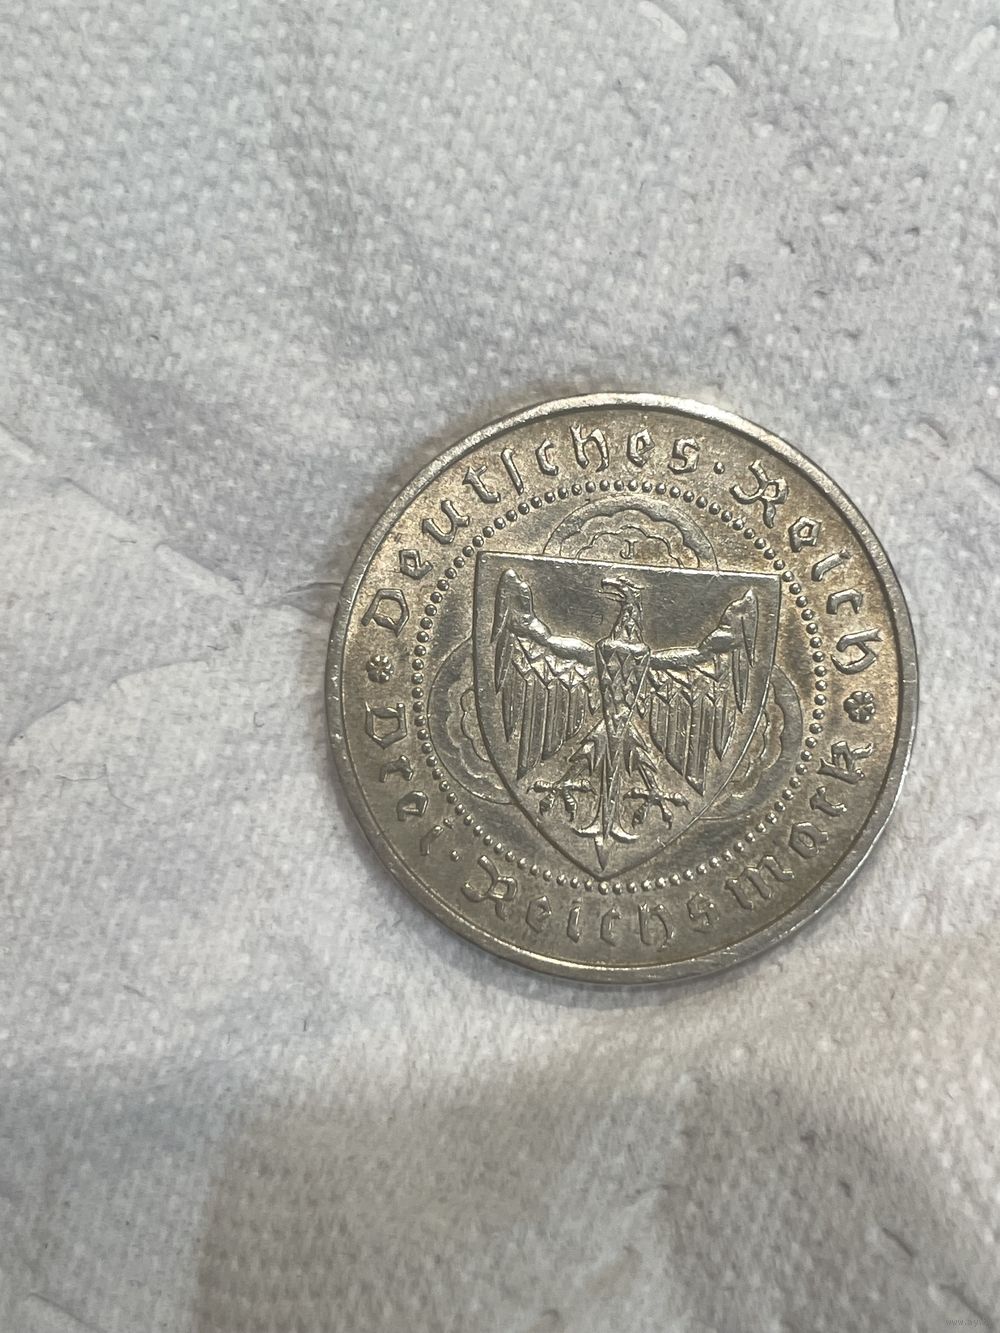 Deutſches · Reich
Drei · Reichsmark
J